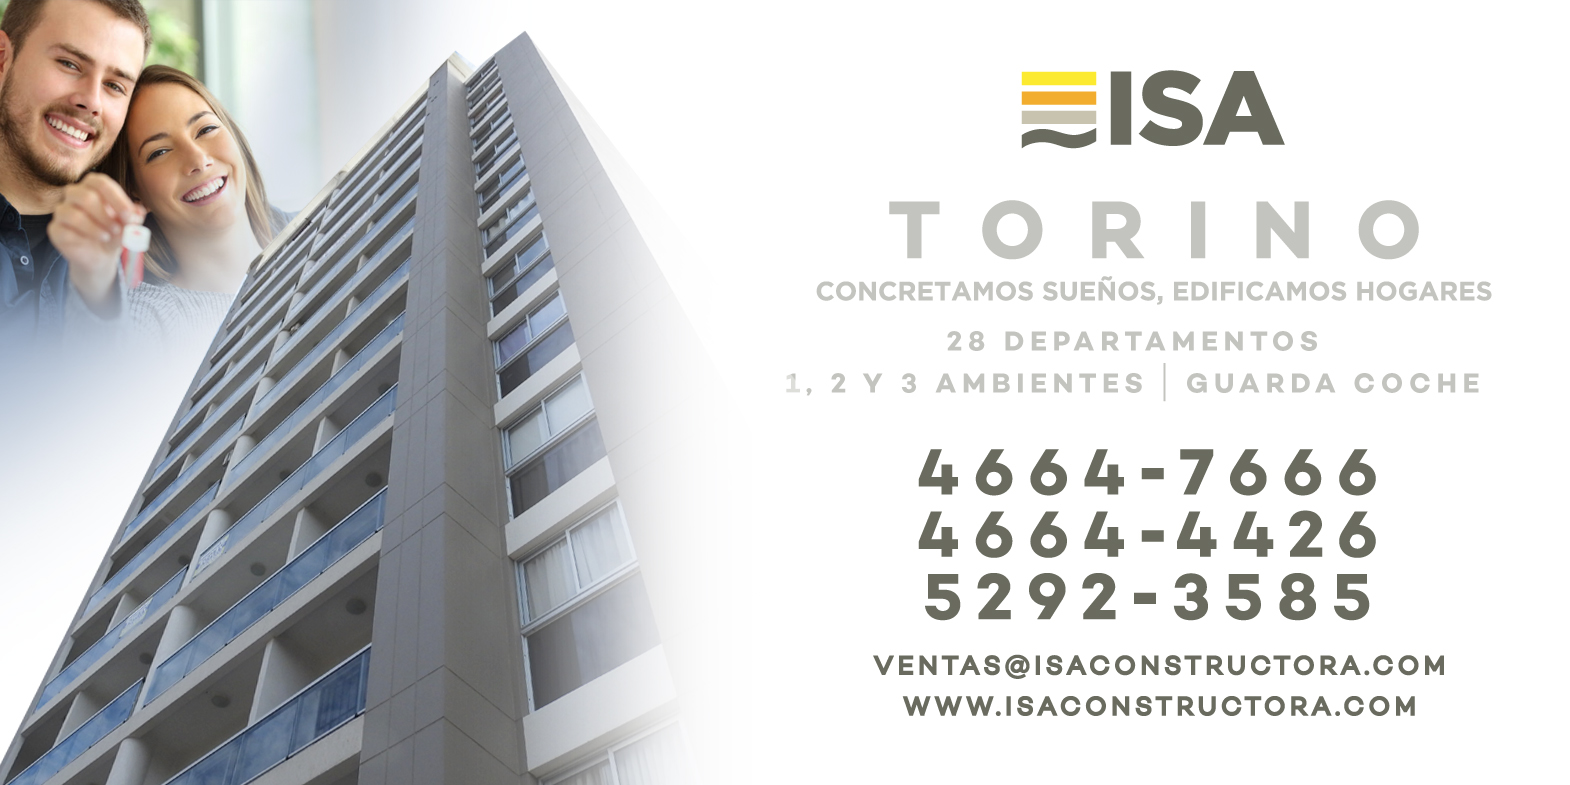 ISA
TORINO
CONCRETAMOS SUEÑOS, EDIFICAMOS HOGARES
28 DEPARTAMENTOS
1, 2 Y 3 AMBIENTES | GUARDA COCHE
4664-7666
4664-4426
5292-3585
VENTAS@ISACONSTRUCTORA.COM
WWW.ISACONSTRUCTORA.COM